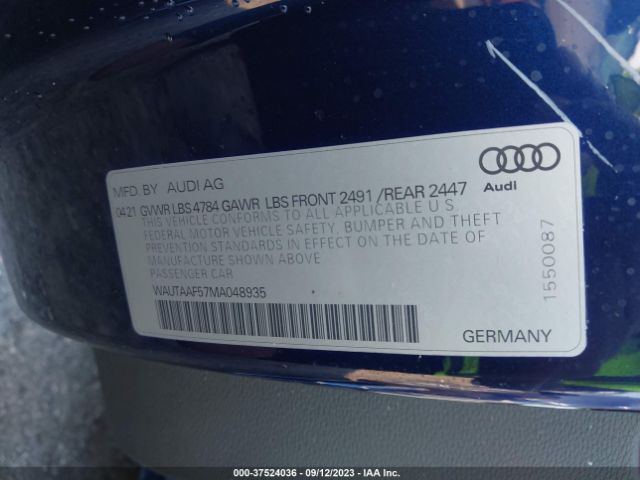 MFD BY AUDI AG
0421 GVWR LBS 4784 GAWR LBS FRONT 2491 /REAR 2447
THIS VEHICLE CONFORMS TO ALL APPLICABLE U S
FEDERAL MOTOR VEHICLE SAFETY, BUMPER AND THEFT
PREVENTION STANDARDS IN EFFECT ON THE DATE OF
MANUFACTURE SHOWN ABOVE
PASSENGER CAR
WAUTAAF57MA048935
Audi
1550087
GERMANY
000-37524036 - 09/12/2023 - IAA Inc.